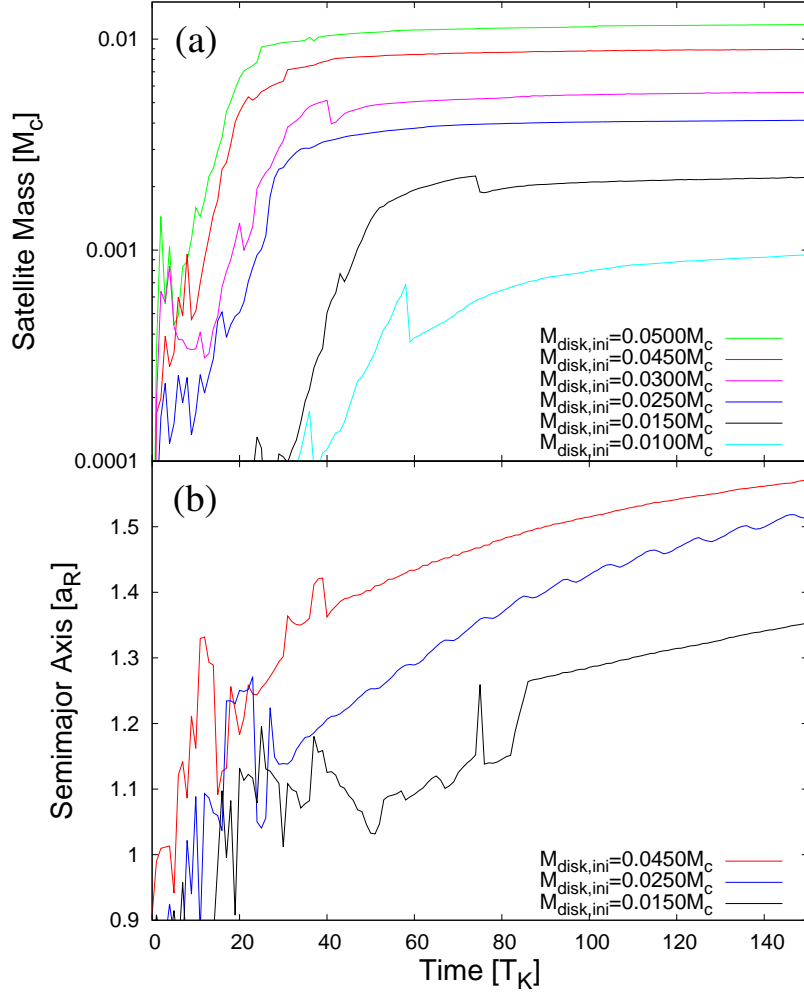 (a)
Satellite Mass [M_c]
0.01
0.001
0.0001
M_disk,ini=0.0500M_c
M_disk,ini=0.0450M_c
M_disk,ini=0.0300M_c
M_disk,ini=0.0250M_c
M_disk,ini=0.0150M_c
M_disk,ini=0.0100M_c
(b)
Semimajor Axis [a_R]
1.5
1.4
1.3
1.2
1.1
1
0.9
M_disk,ini=0.0450M_c
M_disk,ini=0.0250M_c
M_disk,ini=0.0150M_c
0 20 40 60 80 100 120 140
Time [T_K]